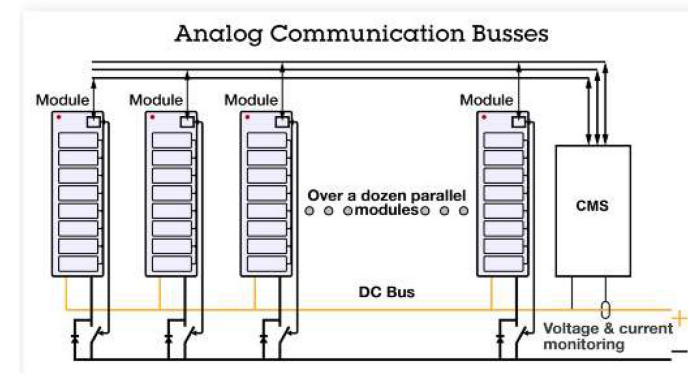 Analog Communication Busses
Module
Module
Module
Module
Over a dozen parallel
modules
CMS
DC Bus
+
Voltage & current
monitoring
−